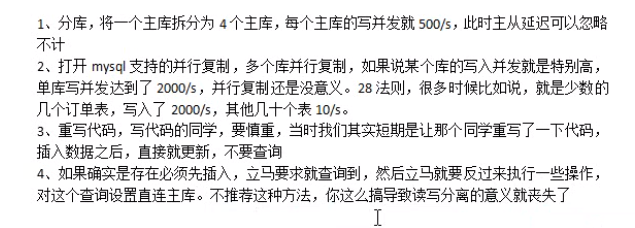 1、分库，将一个主库拆分为 4 个主库，每个主库的写并发就 500/s，此时主从延迟可以忽略
不计
2、打开 mysql 支持的并行复制，多个库并行复制，如果说某个库的写入并发就是特别高，
单库写并发达到了 2000/s，并行复制还是没意义。28 法则，很多时候比如说，就是少数的
几个订单表，写入了 2000/s，其他几十个表 10/s。
3、重写代码，写代码的同学，要慎重，当时我们其实短期是让那个同学重写了一下代码，
插入数据之后，直接就更新，不要查询
4、如果确实是存在必须先插入，立马要求就查询到，然后立马就要反过来执行一些操作，
对这个查询设置直连主库。不推荐这种方法，你这么搞导致读写分离的意义就丧失了